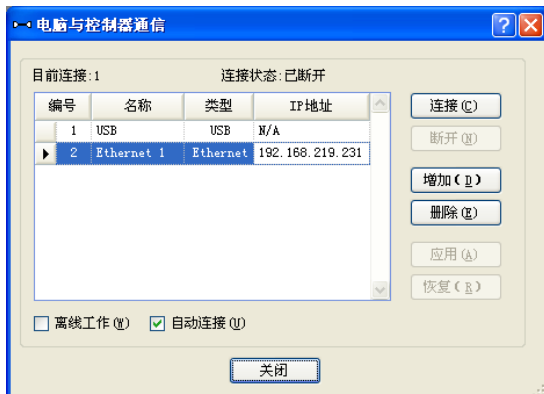 电脑与控制器通信
目前连接:1 连接状态:已断开
编号 名称 类型 IP地址
1 USB USB N/A
2 Ethernet 1 Ethernet 192.168.219.231
连接(C)
断开(N)
增加(D)
删除(E)
应用(A)
恢复(R)
离线工作(W) 自动连接(U)
关闭